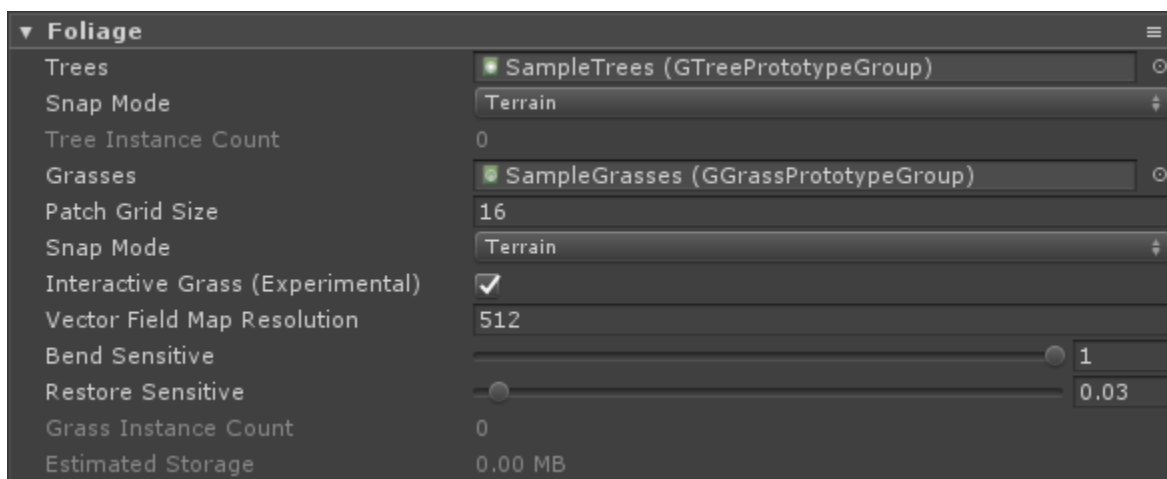 Foliage
Trees SampleTrees (GTreePrototypeGroup)
Snap Mode Terrain
Tree Instance Count 0
Grasses SampleGrasses (GGrassPrototypeGroup)
Patch Grid Size 16
Snap Mode Terrain
Interactive Grass (Experimental)
Vector Field Map Resolution 512
Bend Sensitive 1
Restore Sensitive 0.03
Grass Instance Count 0
Estimated Storage 0.00 MB